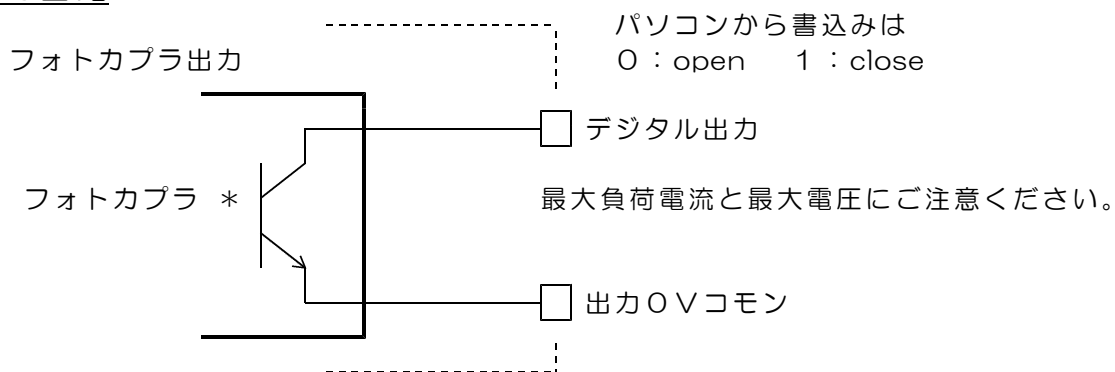 パソコンから書込みは
フォトカプラ出力
０：open　１：close
デジタル出力
フォトカプラ ＊
最大負荷電流と最大電圧にご注意ください。
出力０Ｖコモン